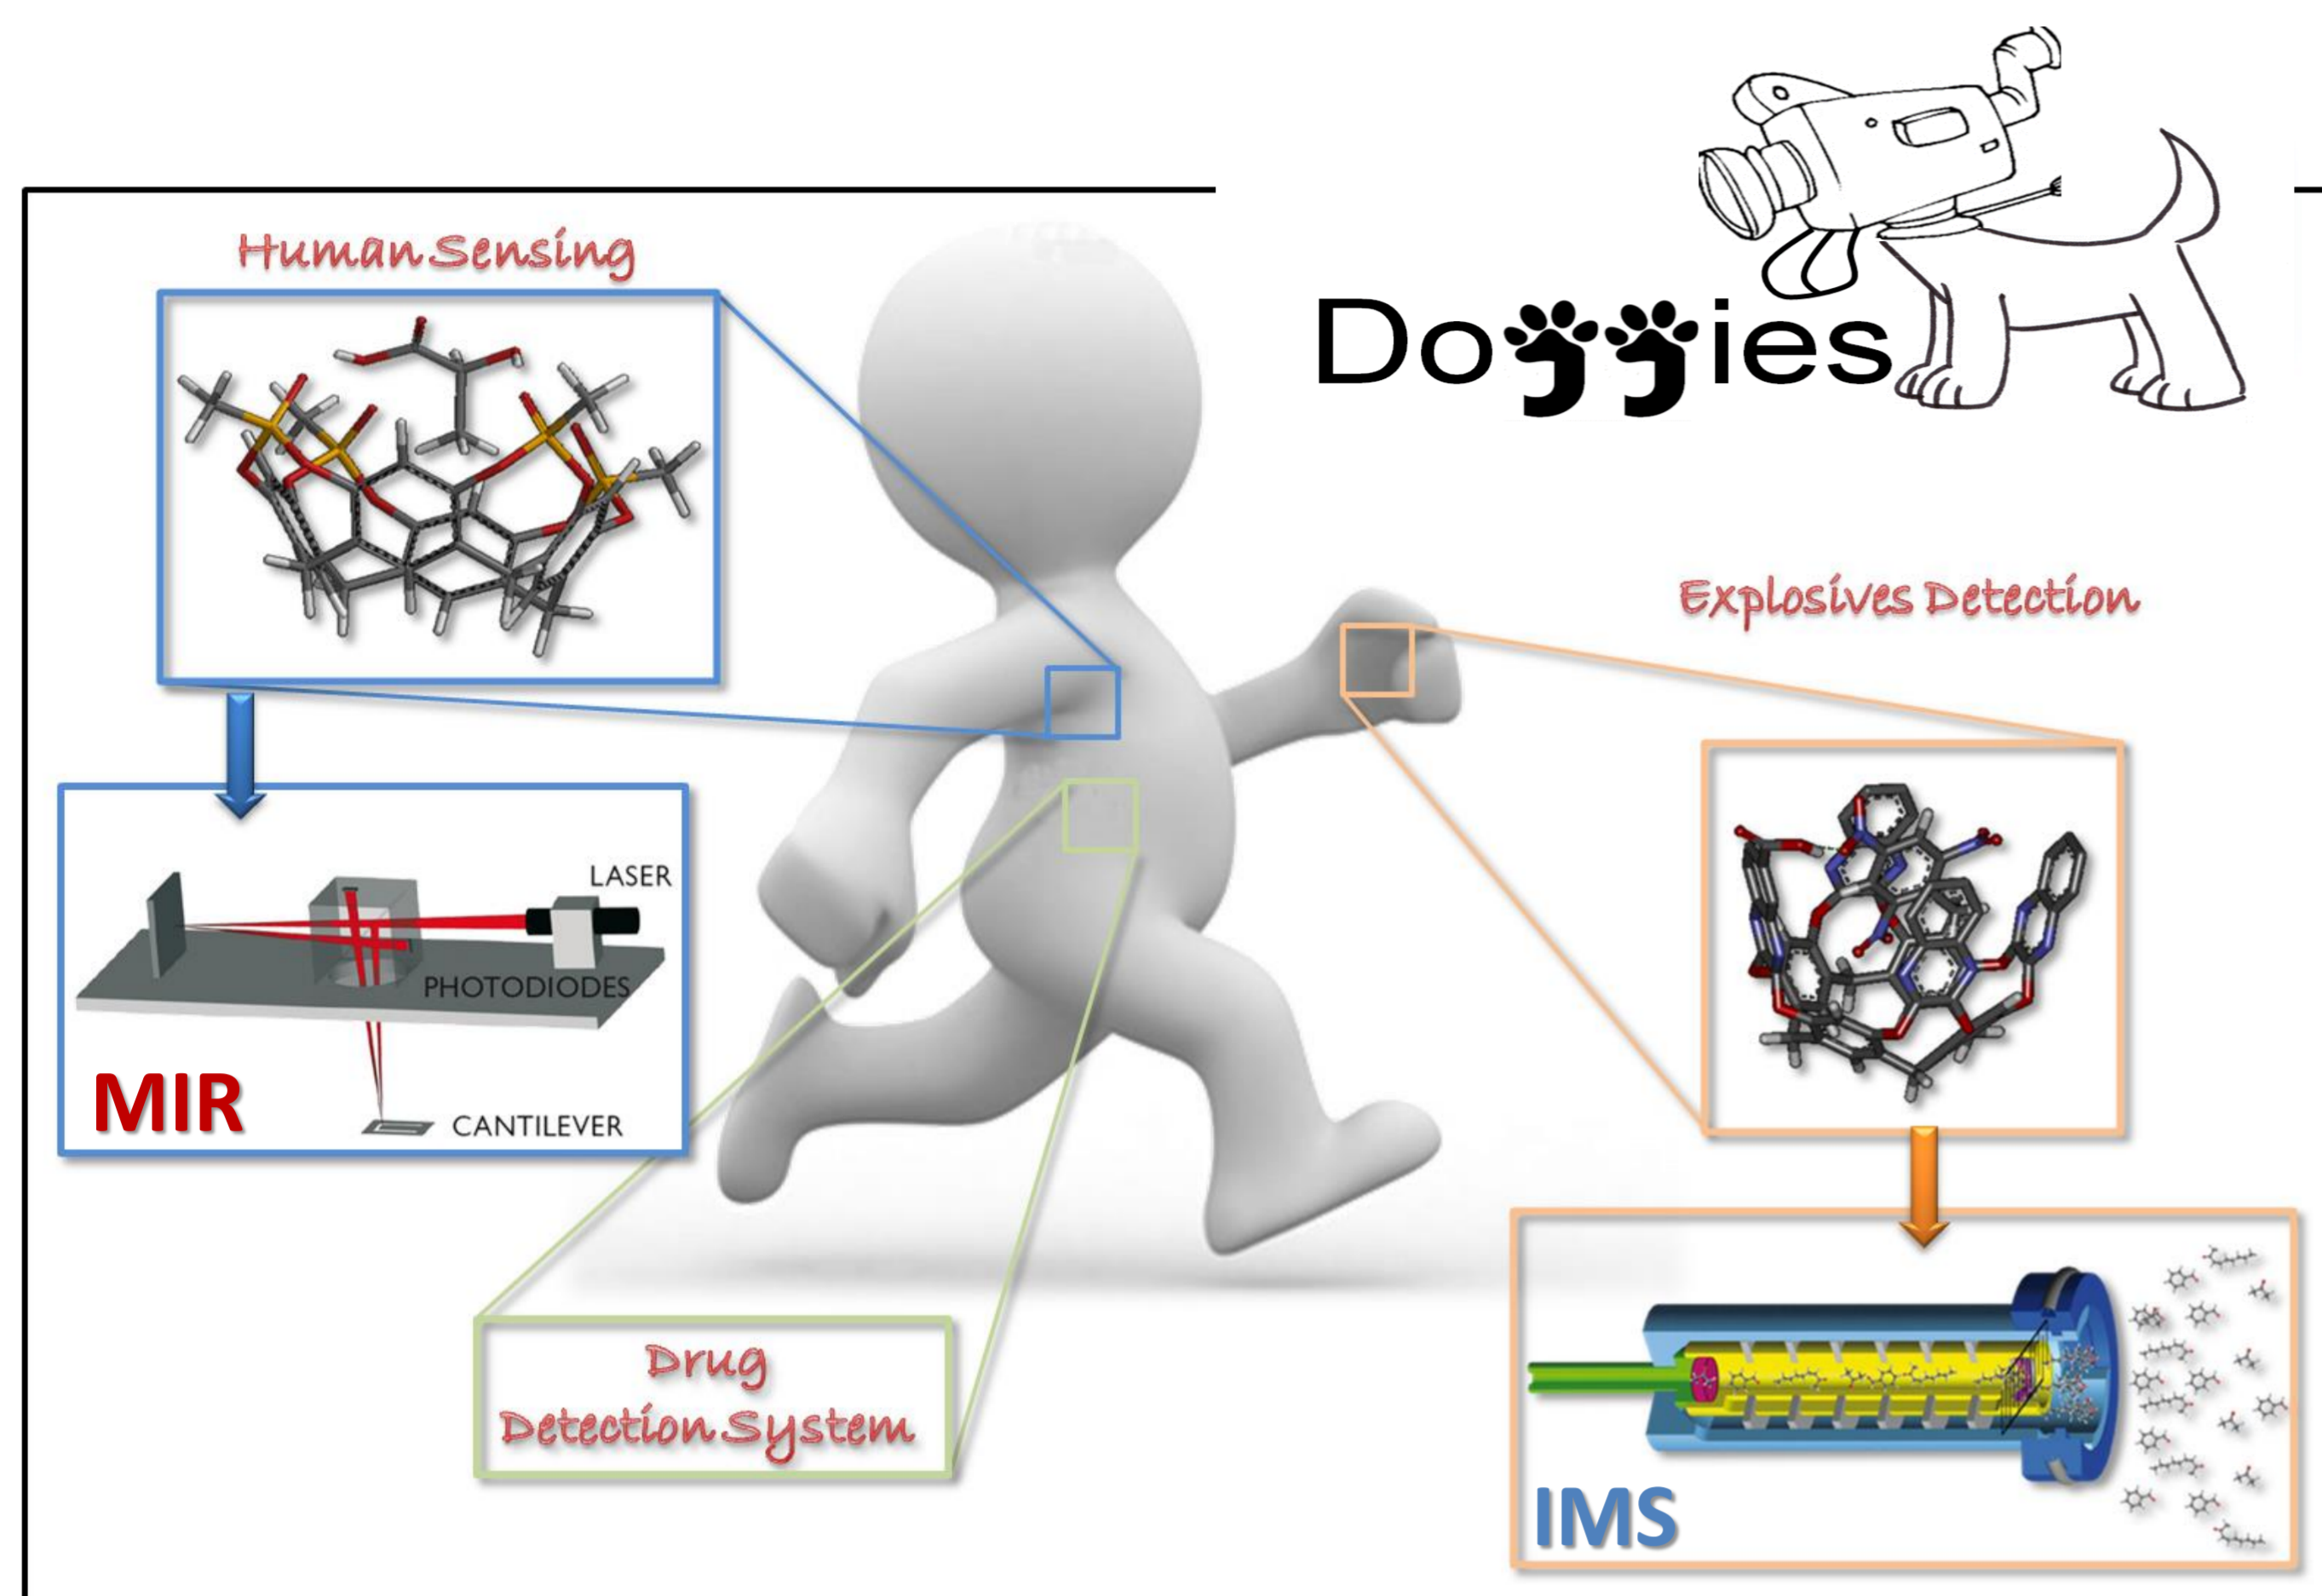 Doggies
Human Sensing
Explosives Detection
LASER
PHOTODIODES
MIR
CANTILEVER
Drug
Detection System
IMS